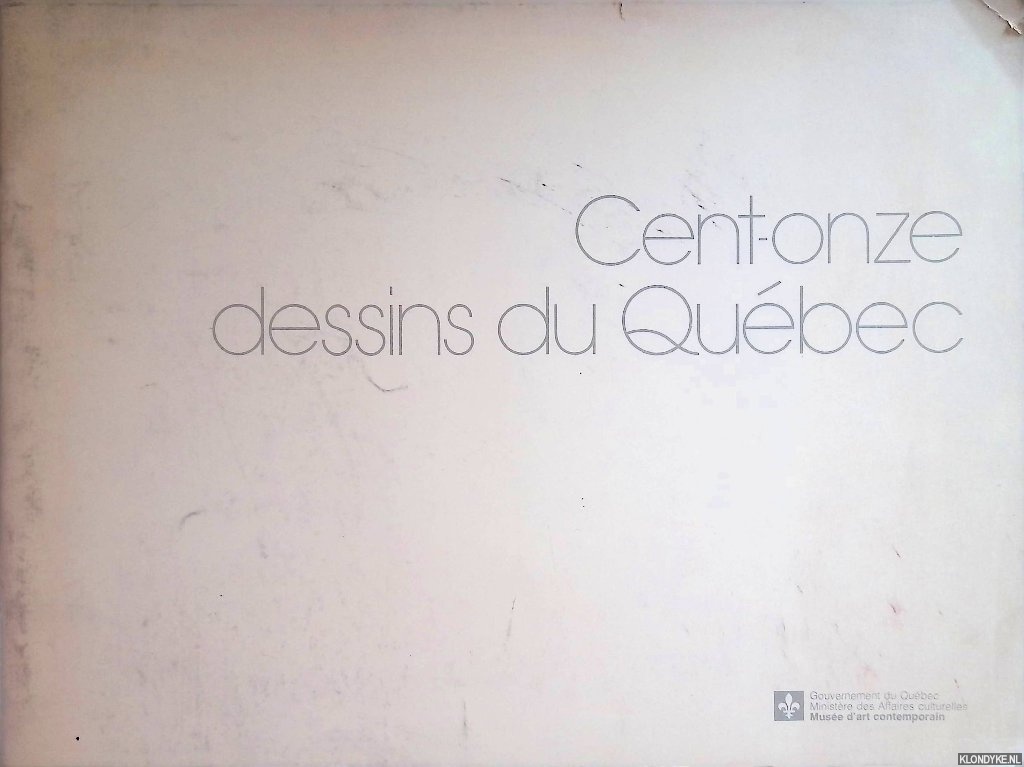 Cent-onze
dessins du Québec
Gouvernement du Québec
Ministère des Affaires culturelles
Musée d'art contemporain
KLONDYKE.NL